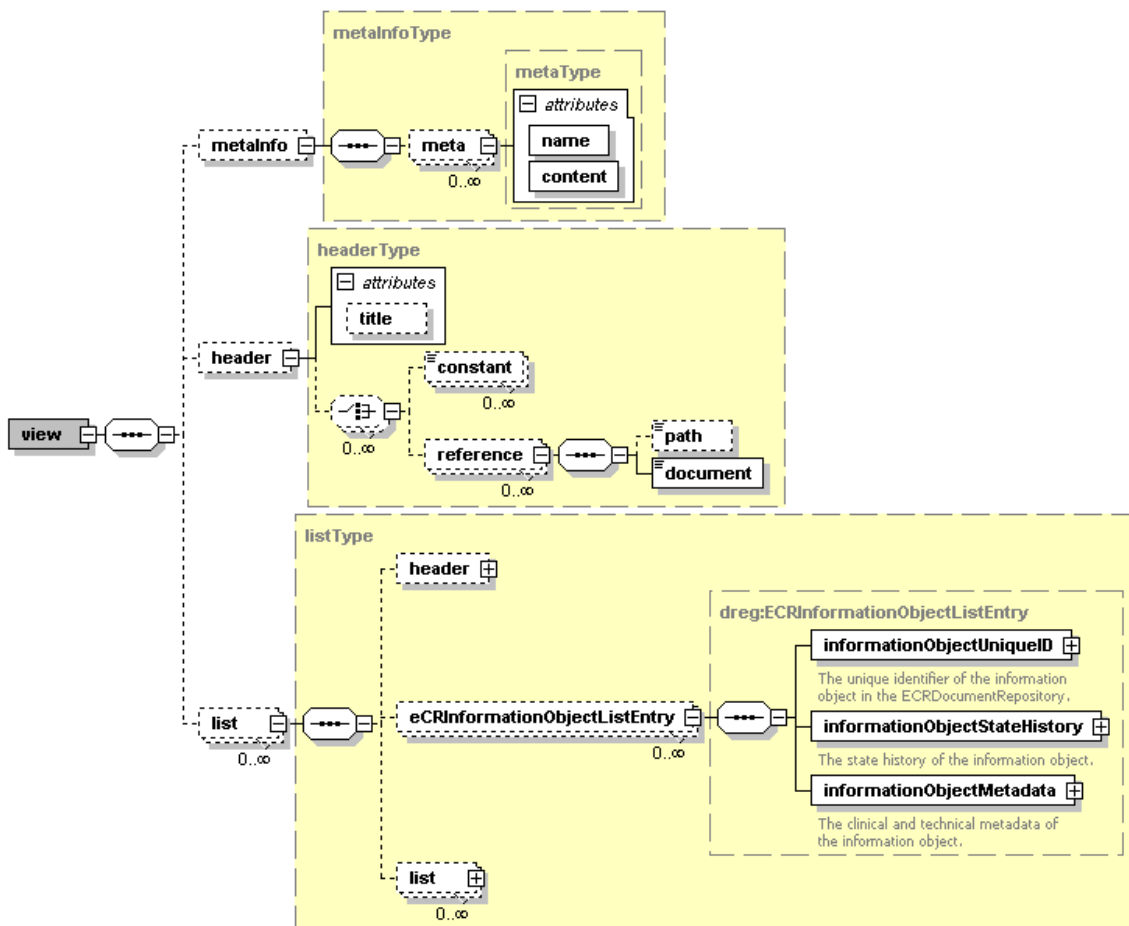 metaInfoType
metaType
attributes
metaInfo
meta
name
0..∞
content
headerType
attributes
title
header
constant
0..∞
view
0..∞
reference
path
0..∞
document
listType
header
dreg:ECRInformationObjectListEntry
informationObjectUniqueID
The unique identifier of the information
object in the ECRDocumentRepository.
list
0..∞
eCRInformationObjectListEntry
0..∞
informationObjectStateHistory
The state history of the information object.
informationObjectMetadata
The clinical and technical metadata of
the information object.
list
0..∞